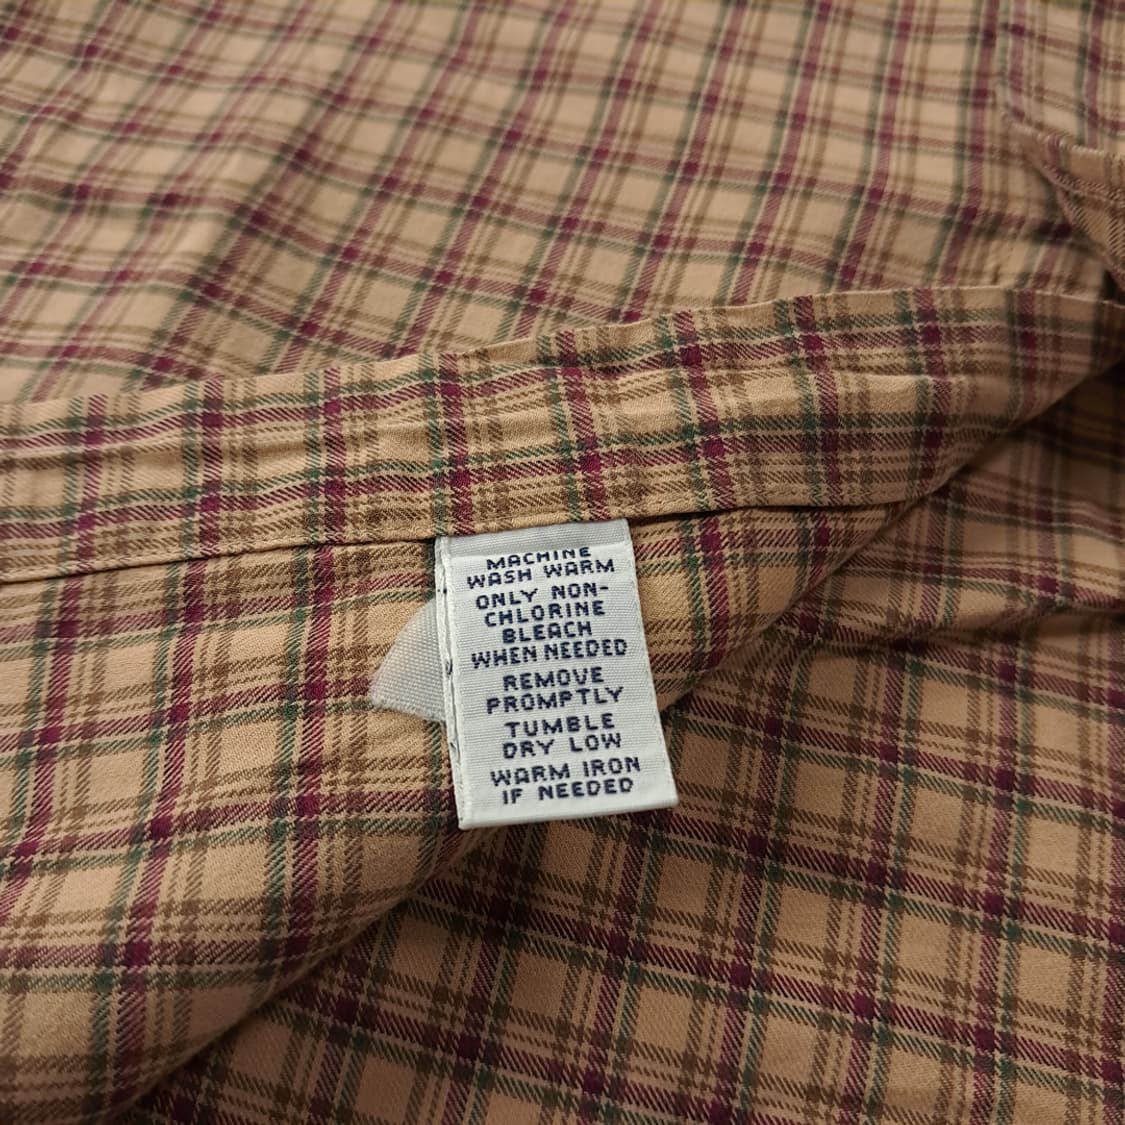 MACHINE
WASH WARM
ONLY NON-
CHLORINE
BLEACH
WHEN NEEDED
REMOVE
PROMPTLY
TUMBLE
DRY LOW
WARM IRON
IF NEEDED